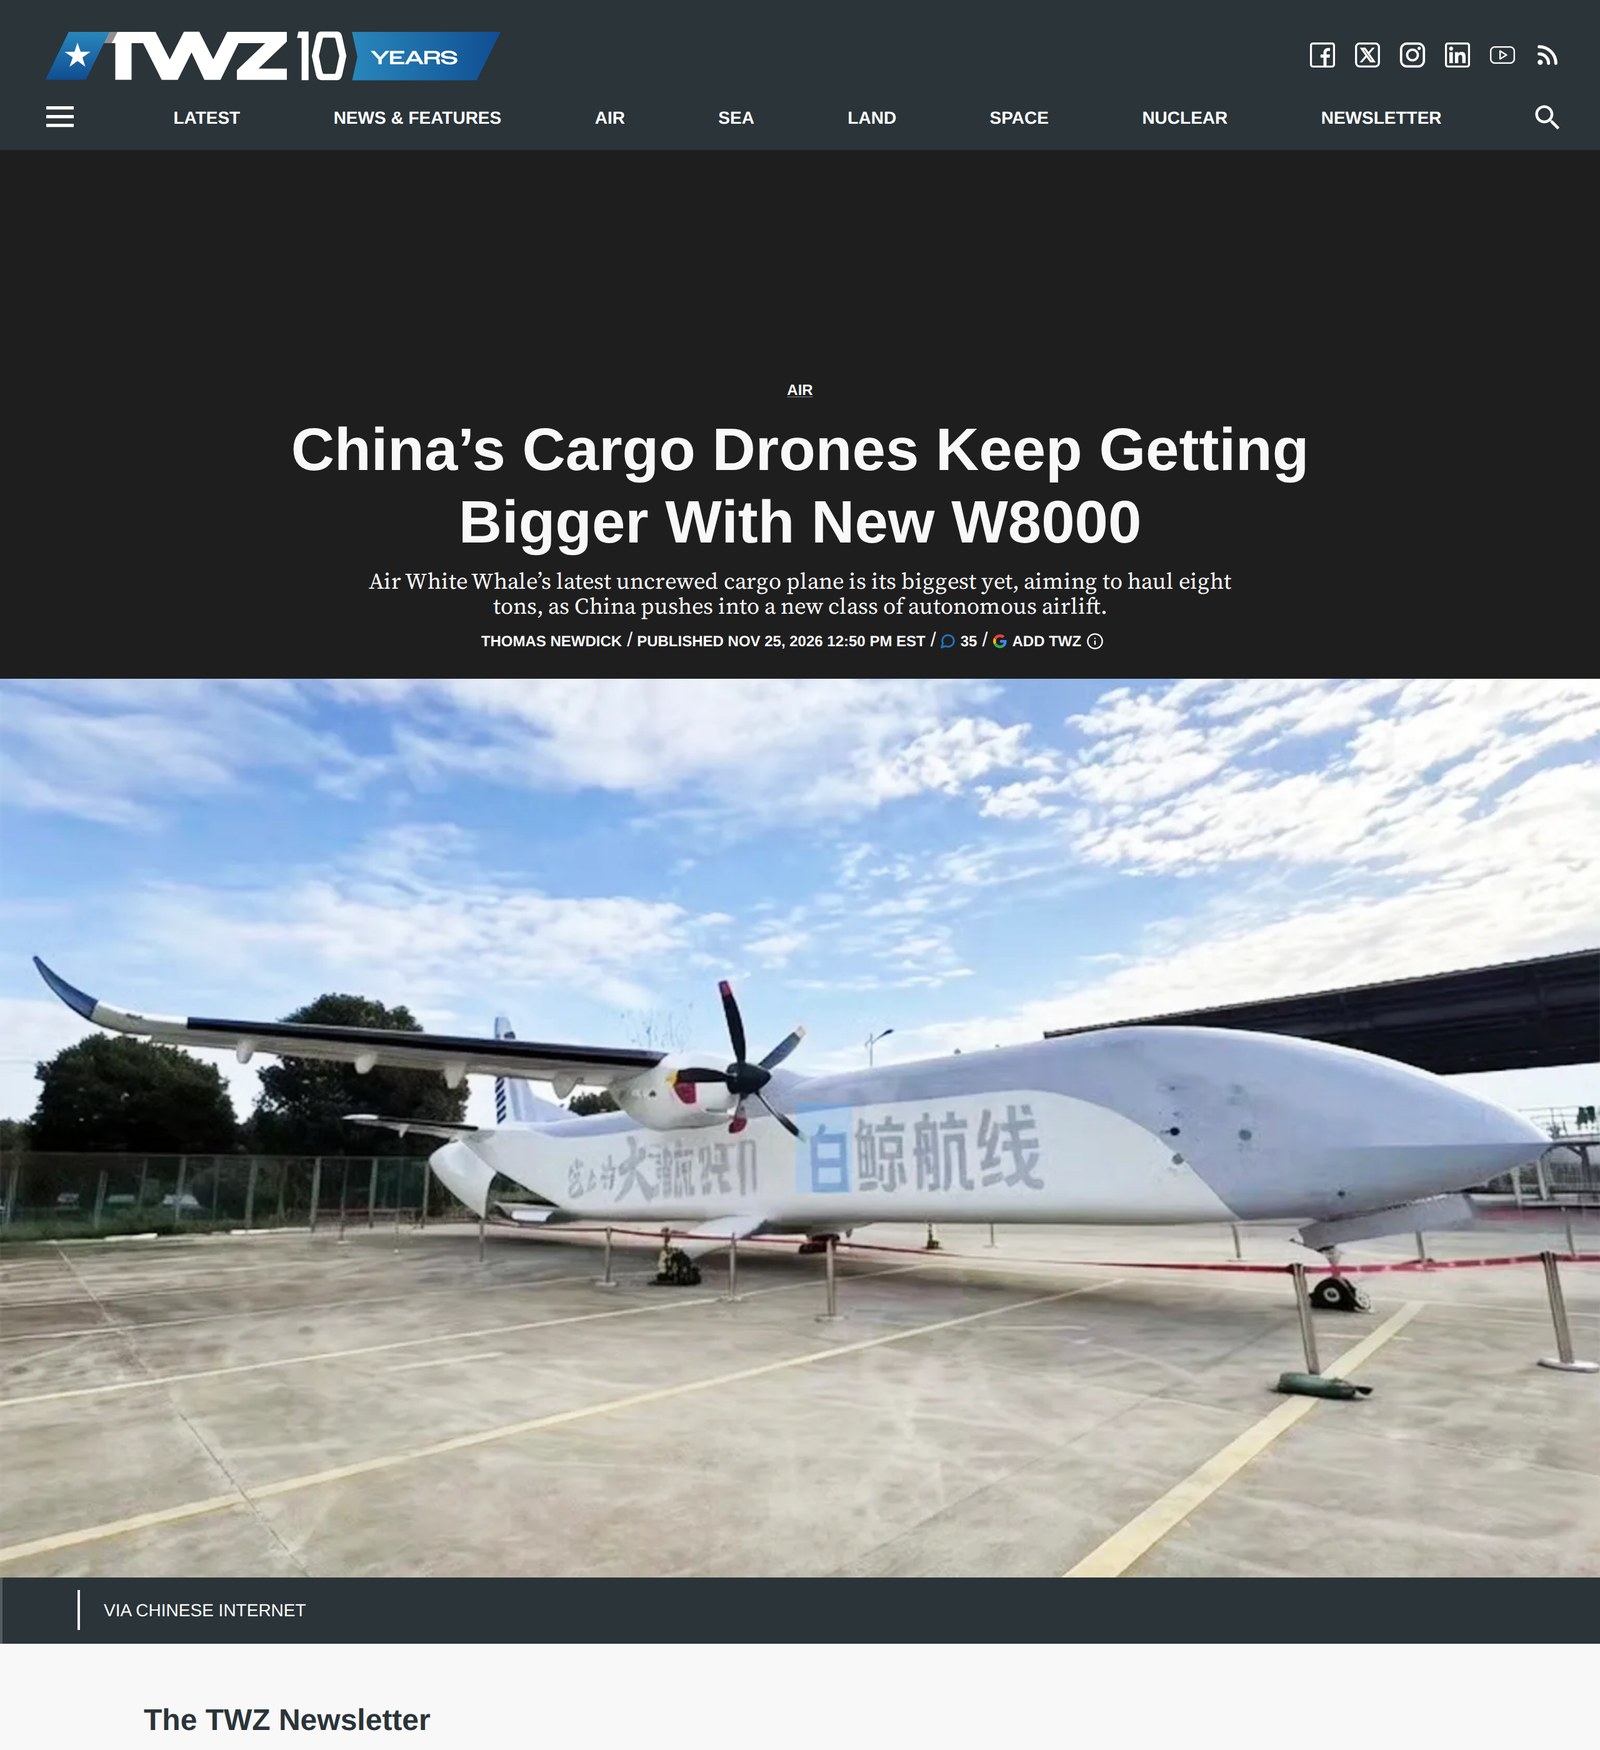 TWZ 10 YEARS
LATEST NEWS & FEATURES AIR SEA LAND SPACE NUCLEAR NEWSLETTER
AIR
China’s Cargo Drones Keep Getting
Bigger With New W8000
Air White Whale’s latest uncrewed cargo plane is its biggest yet, aiming to haul eight
tons, as China pushes into a new class of autonomous airlift.
THOMAS NEWDICK / PUBLISHED NOV 25, 2026 12:50 PM EST / 35 / ADD TWZ
白鲸航线
VIA CHINESE INTERNET
The TWZ Newsletter